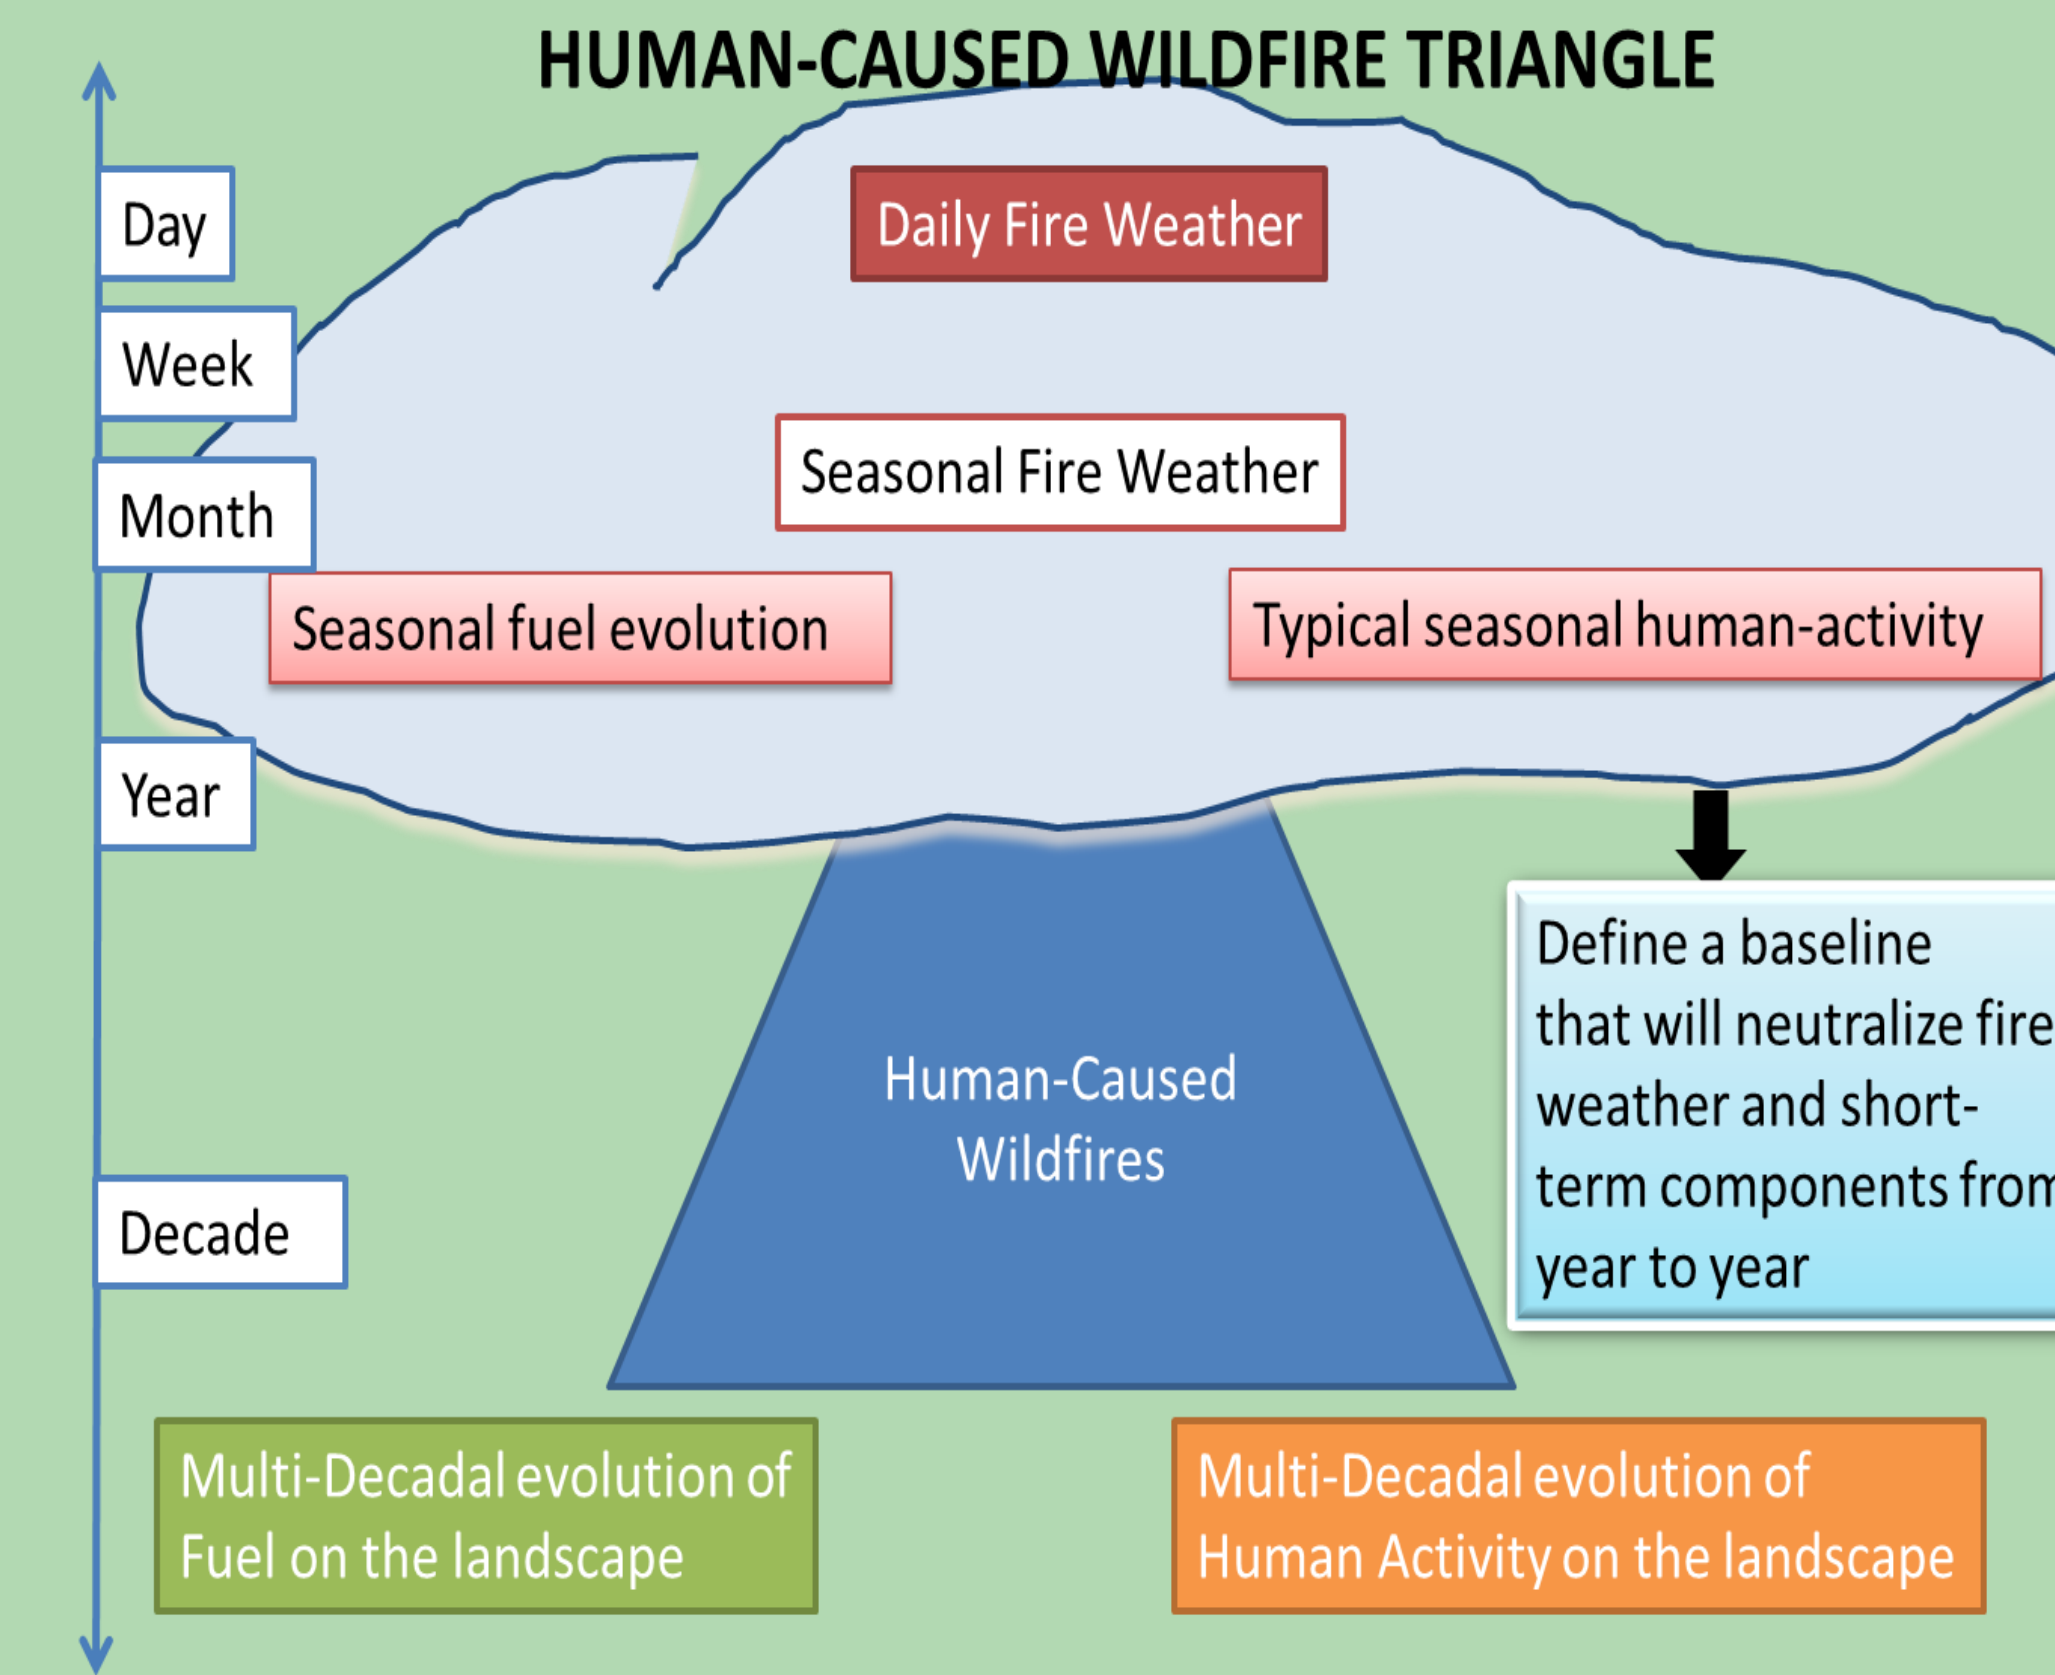 HUMAN-CAUSED WILDFIRE TRIANGLE
Day
Daily Fire Weather
Week
Seasonal Fire Weather
Month
Seasonal fuel evolution
Typical seasonal human-activity
Year
Define a baseline
that will neutralize fire
weather and short-
term components from
year to year
Human-Caused
Wildfires
Decade
Multi-Decadal evolution of
Fuel on the landscape
Multi-Decadal evolution of
Human Activity on the landscape